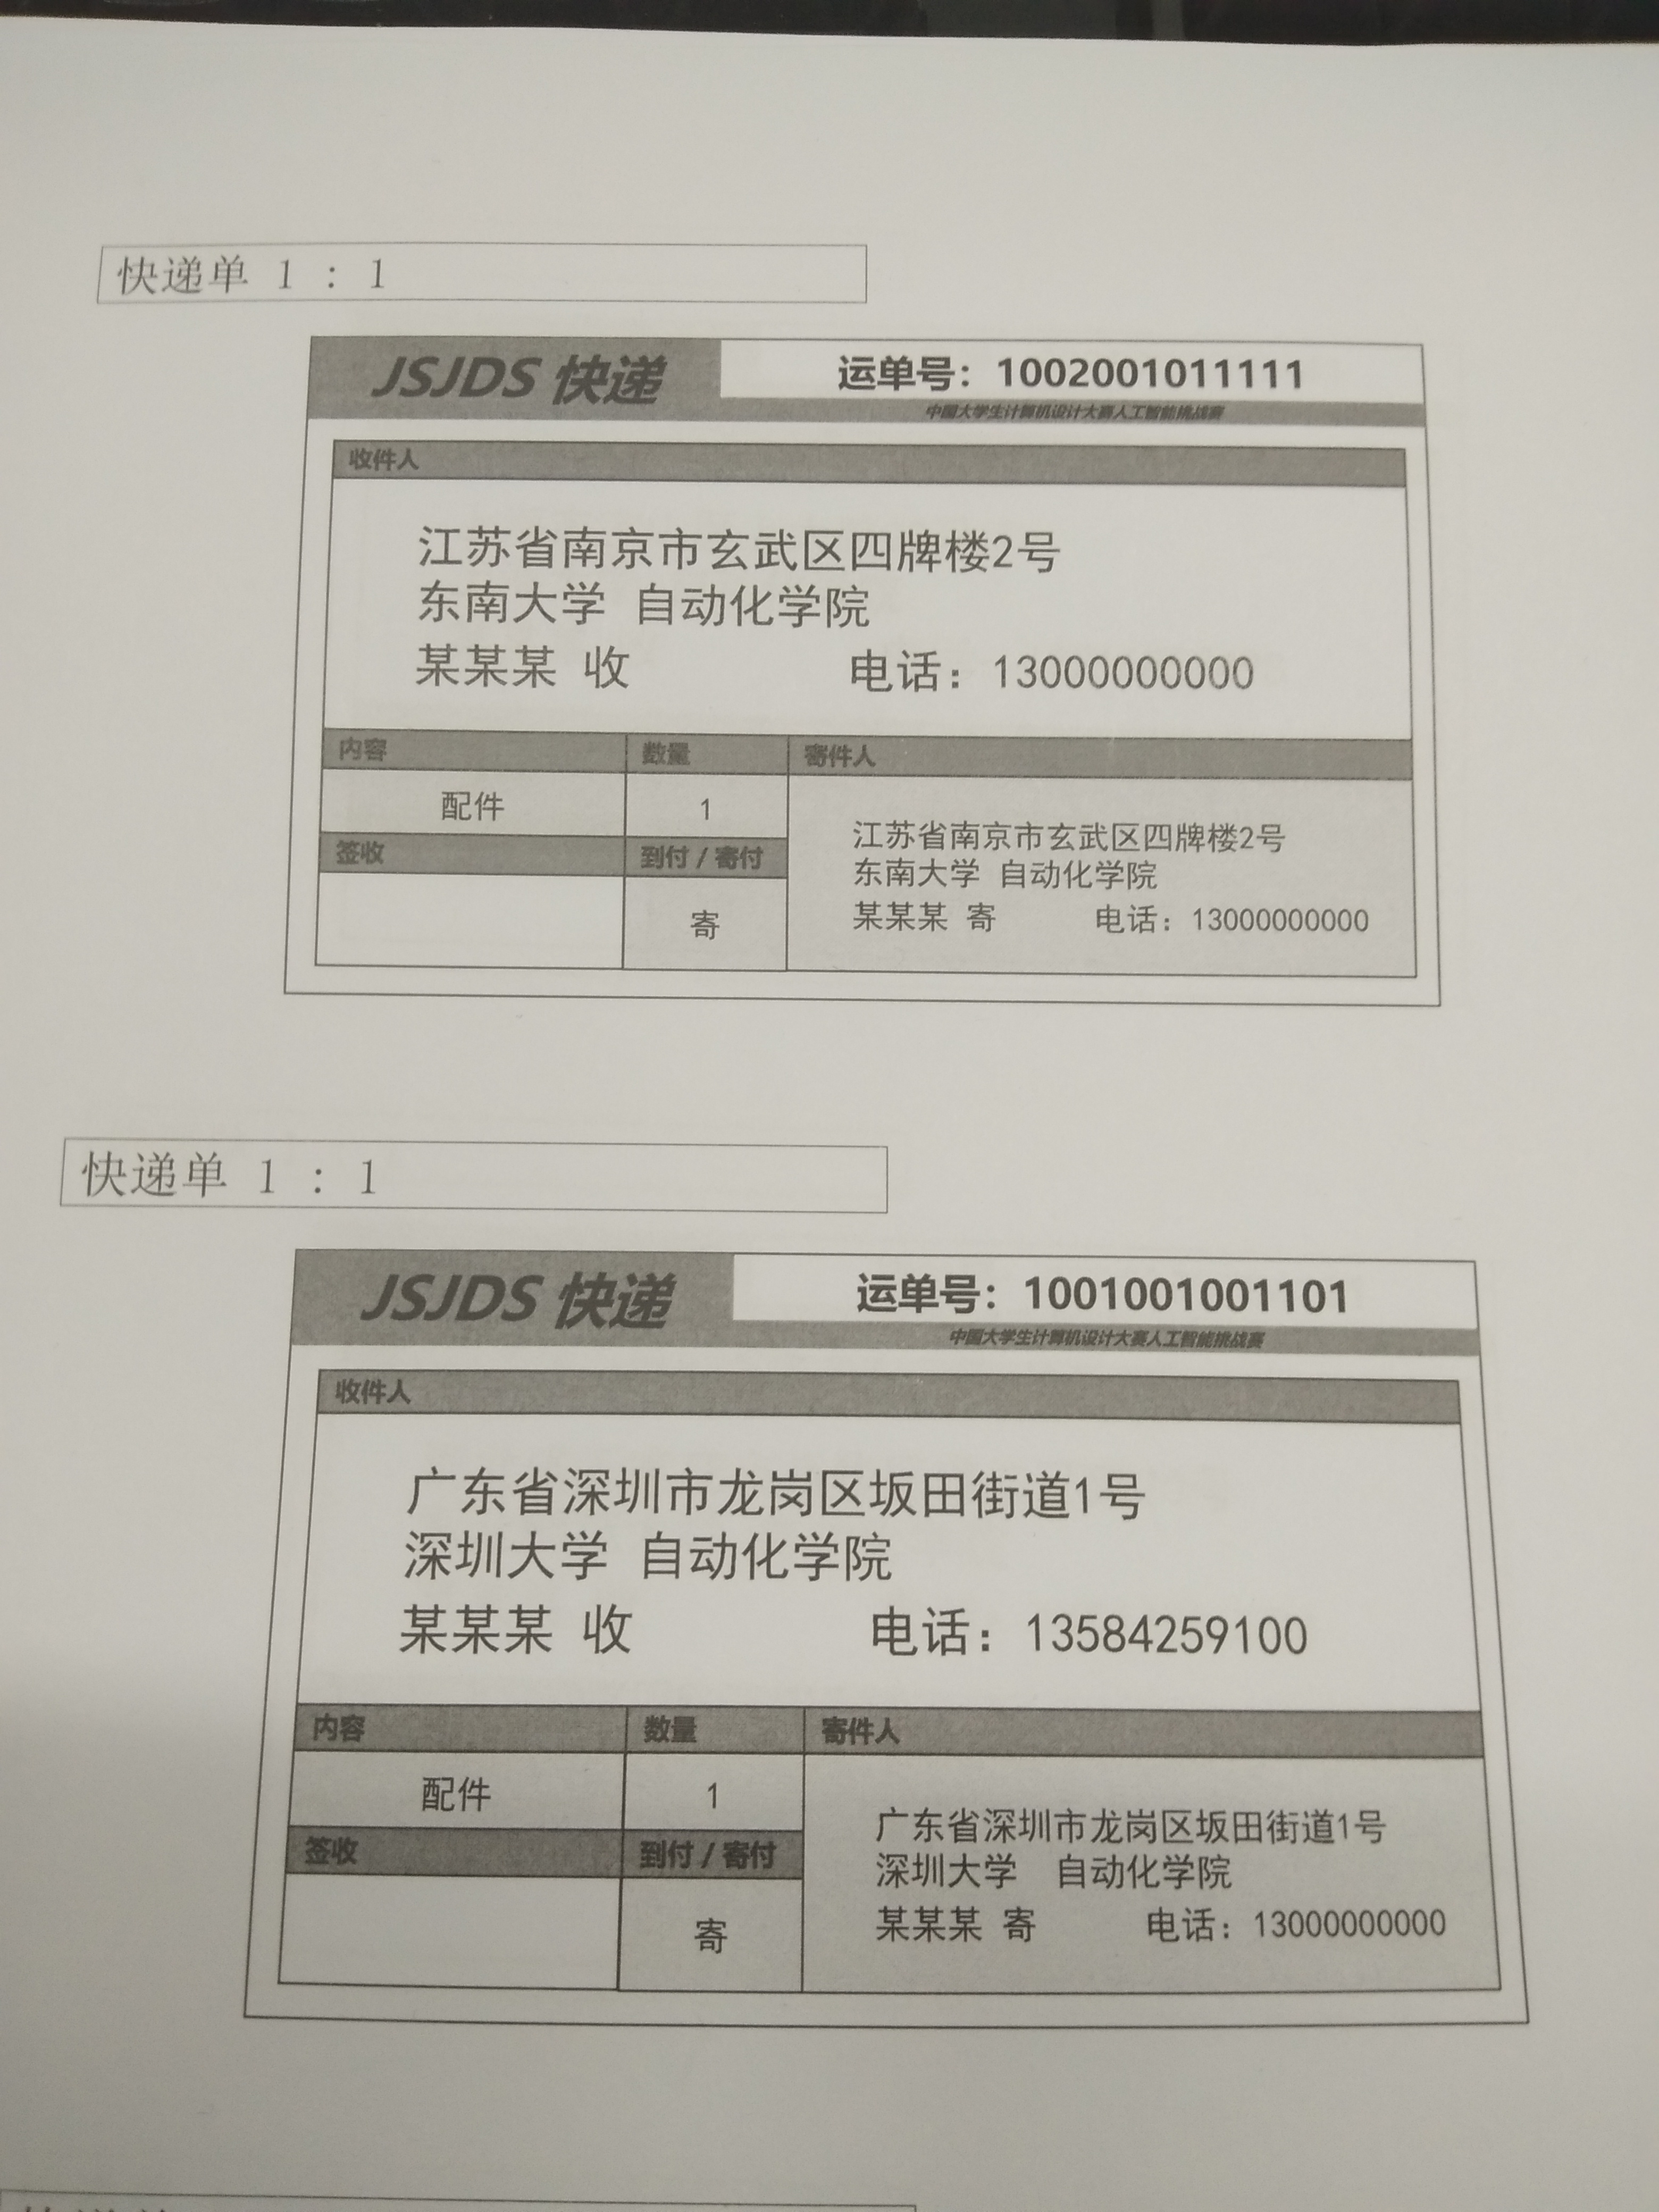 快递单 1 : 1
JSJDS 快递
运单号：1002001011111
中国大学生计算机设计大赛人工智能挑战赛
收件人
江苏省南京市玄武区四牌楼2号
东南大学 自动化学院
某某某 收 电话：13000000000
内容 数量 寄件人
配件 1
江苏省南京市玄武区四牌楼2号
签收 到付 / 寄付
东南大学 自动化学院
寄
某某某 寄 电话：13000000000
快递单 1 : 1
JSJDS 快递
运单号：1001001001101
中国大学生计算机设计大赛人工智能挑战赛
收件人
广东省深圳市龙岗区坂田街道1号
深圳大学 自动化学院
某某某 收 电话：13584259100
内容 数量 寄件人
配件 1
广东省深圳市龙岗区坂田街道1号
签收 到付 / 寄付
深圳大学 自动化学院
寄
某某某 寄 电话：13000000000